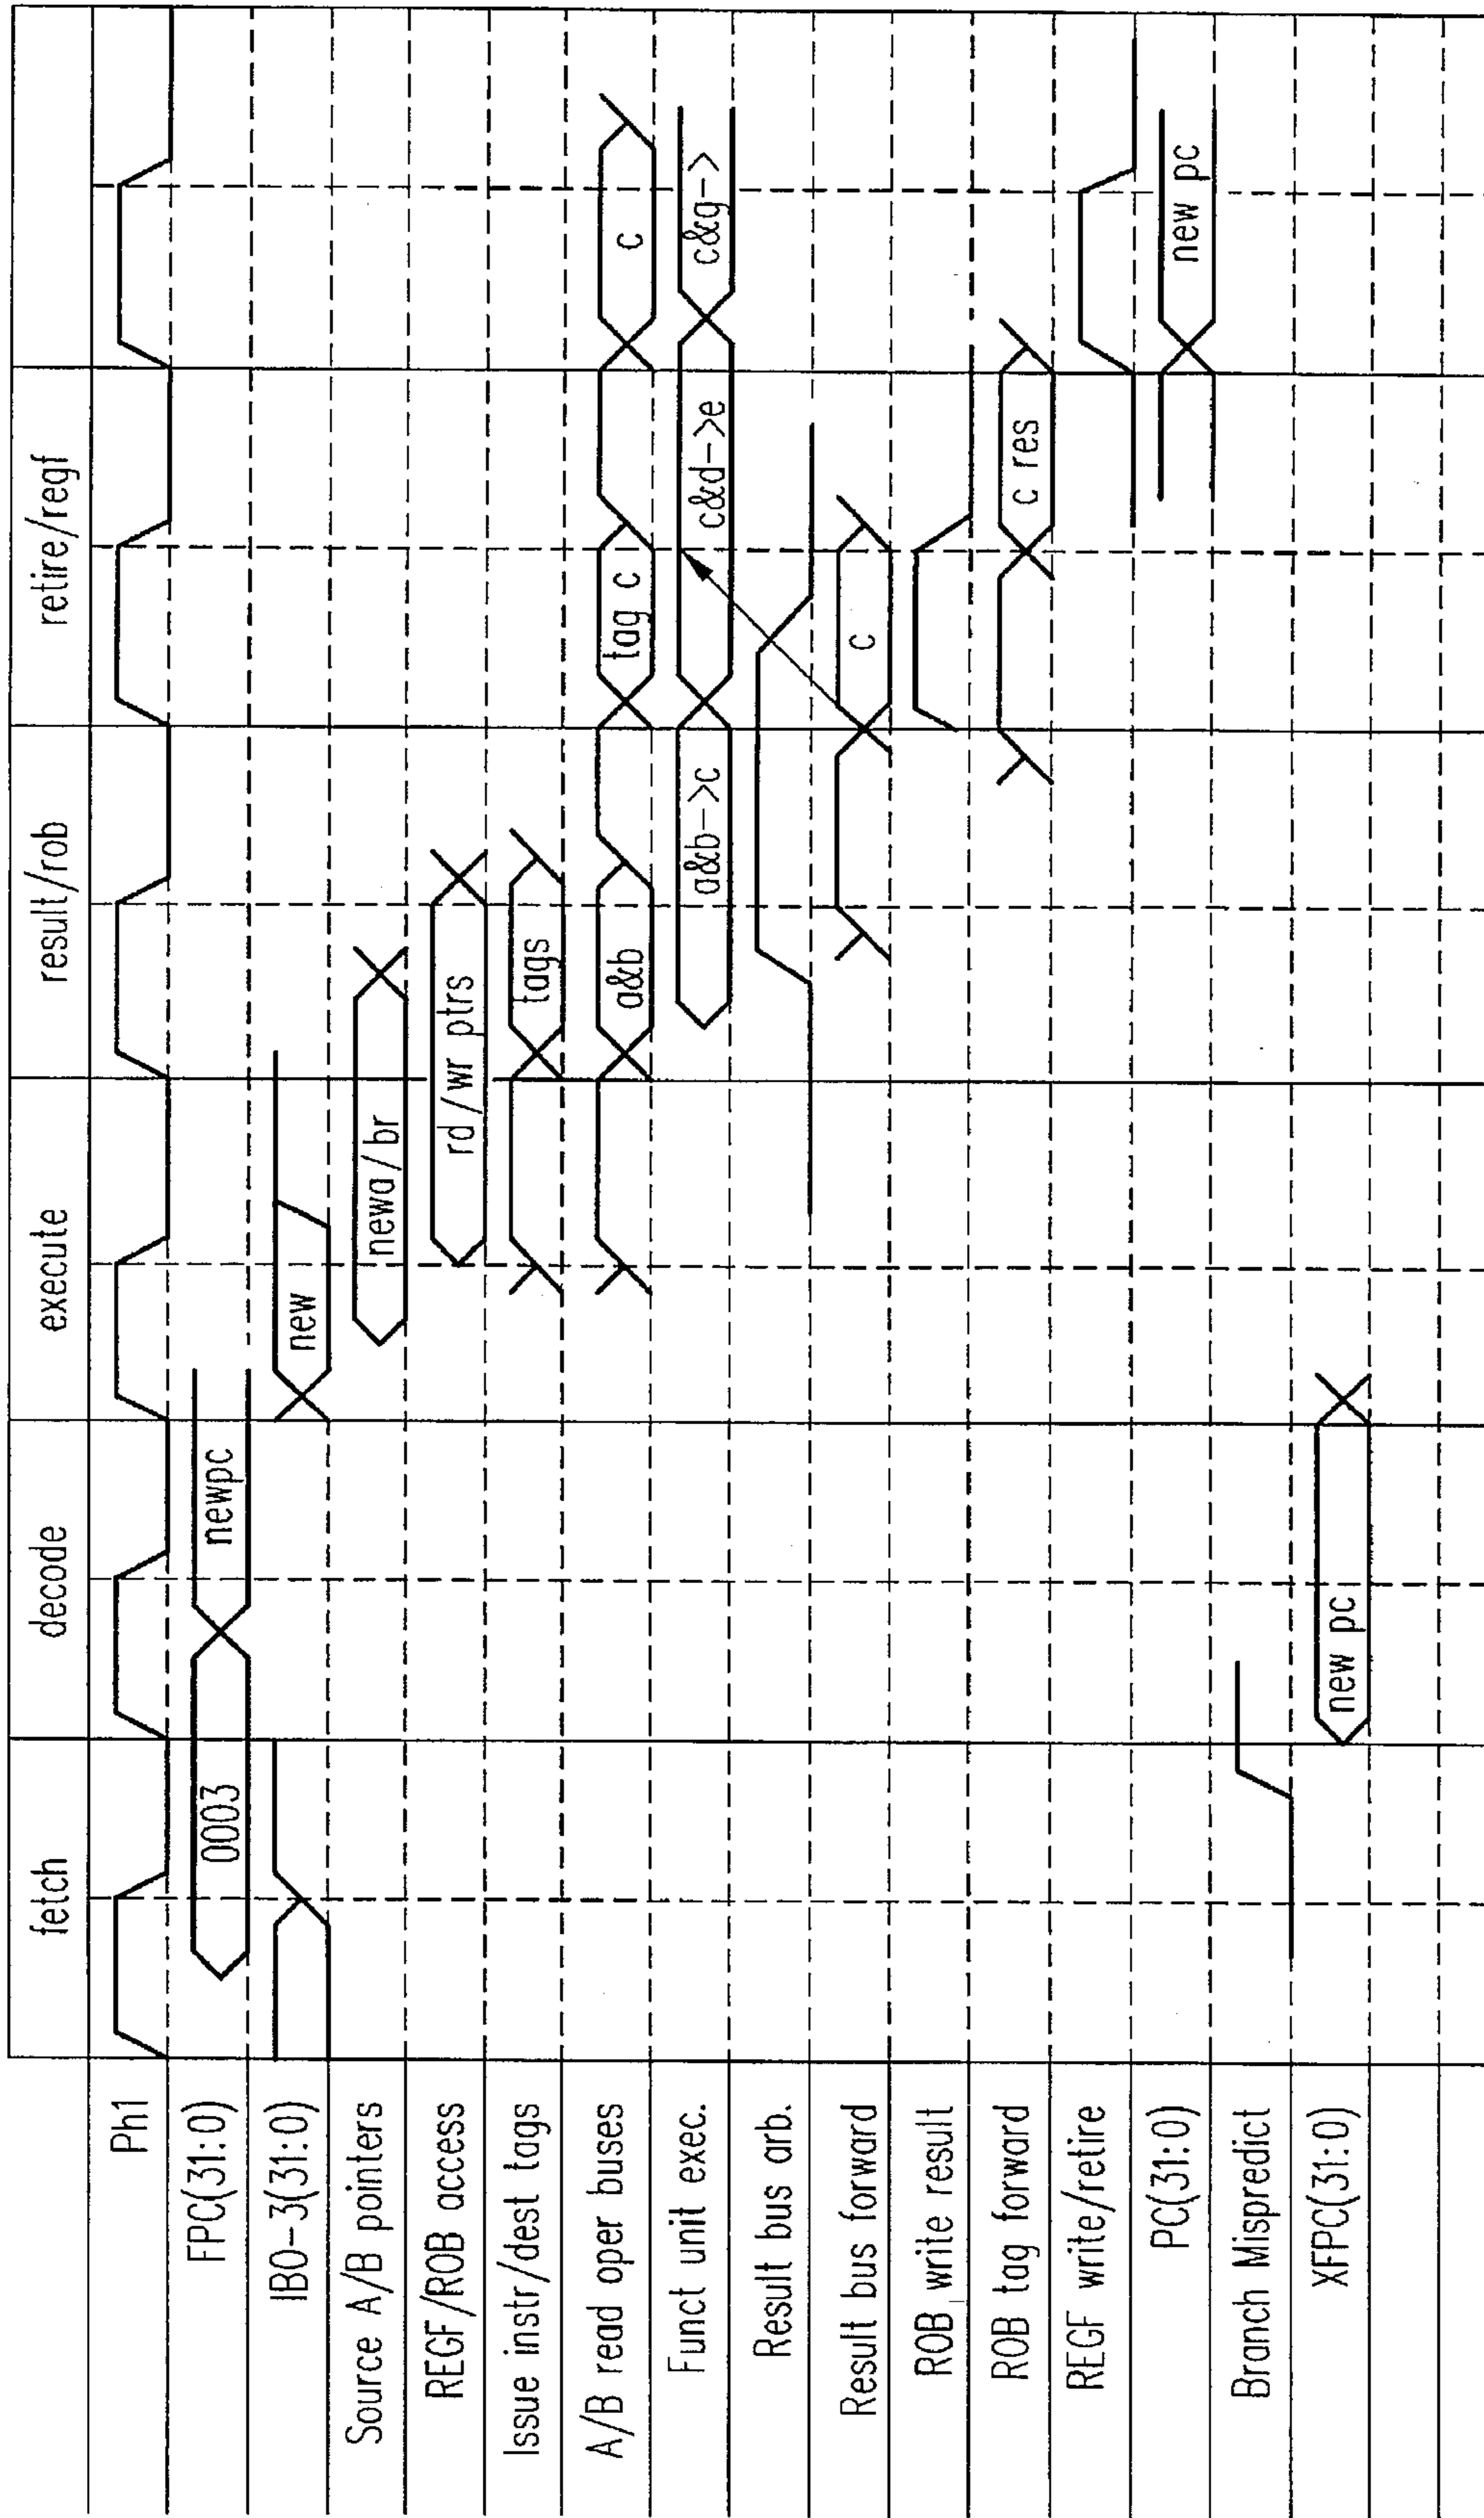 fetch decode execute result/rob retire/regf
Ph1
FPC(31:0) 0003 newpc
IB0-3(31:0) new
Source A/B pointers newa/br
REGF/ROB access rd/wr ptrs
Issue instr/dest tags tags
A/B read oper buses a&b tag c c
Funct unit exec. a&b->c c&d->e c&g->
Result bus arb.
Result bus forward c
ROB write result
ROB tag forward c res
REGF write/retire
PC(31:0) new pc
Branch Mispredict
XFPC(31:0) new pc